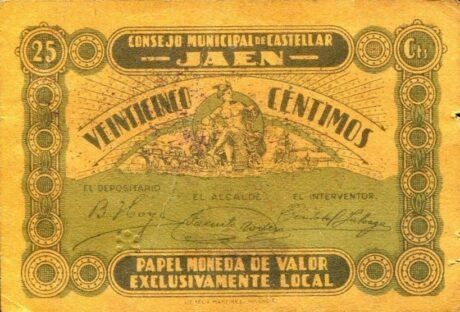 CONSEJO MUNICIPAL DE CASTELLAR
25
JAEN
Cts
VEINTICINCO CÉNTIMOS
EL DEPOSITARIO
EL ALCALDE
EL INTERVENTOR
PAPEL MONEDA DE VALOR
EXCLUSIVAMENTE LOCAL